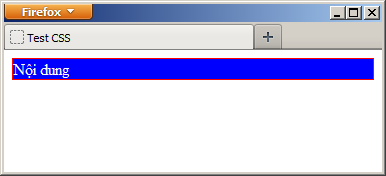 Firefox
Test CSS
Nội dung